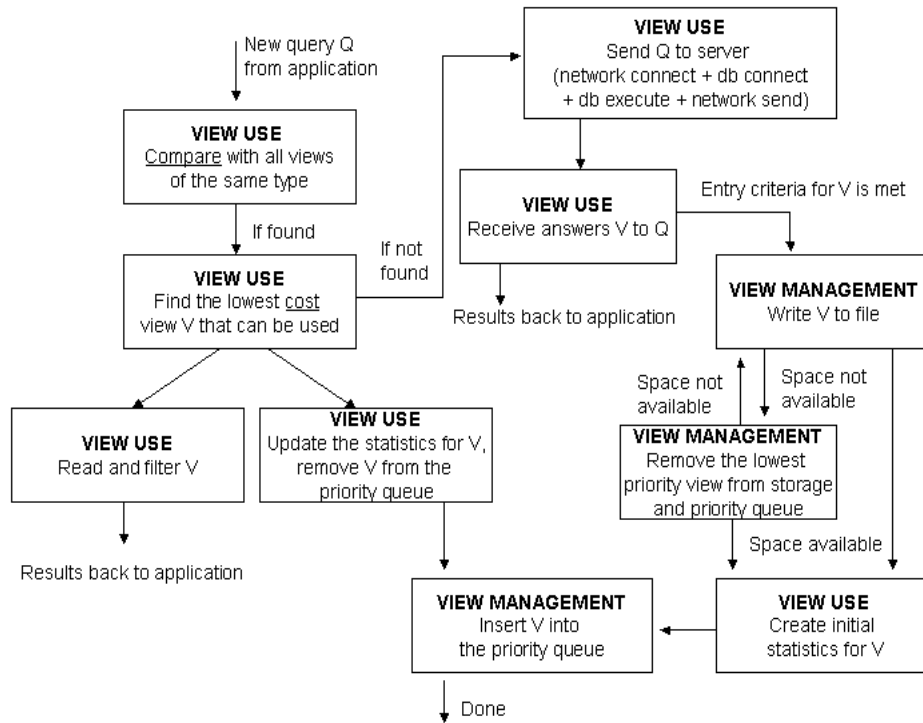 New query Q
from application
VIEW USE
Compare with all views
of the same type
If found
VIEW USE
Find the lowest cost
view V that can be used
If not
found
VIEW USE
Send Q to server
(network connect + db connect
+ db execute + network send)
VIEW USE
Receive answers V to Q
Entry criteria for V is met
Results back to application
VIEW MANAGEMENT
Write V to file
Space not
available
Space not
available
VIEW MANAGEMENT
Remove the lowest
priority view from storage
and priority queue
Space available
VIEW USE
Read and filter V
Results back to application
VIEW USE
Update the statistics for V,
remove V from the
priority queue
VIEW MANAGEMENT
Insert V into
the priority queue
VIEW USE
Create initial
statistics for V
Done